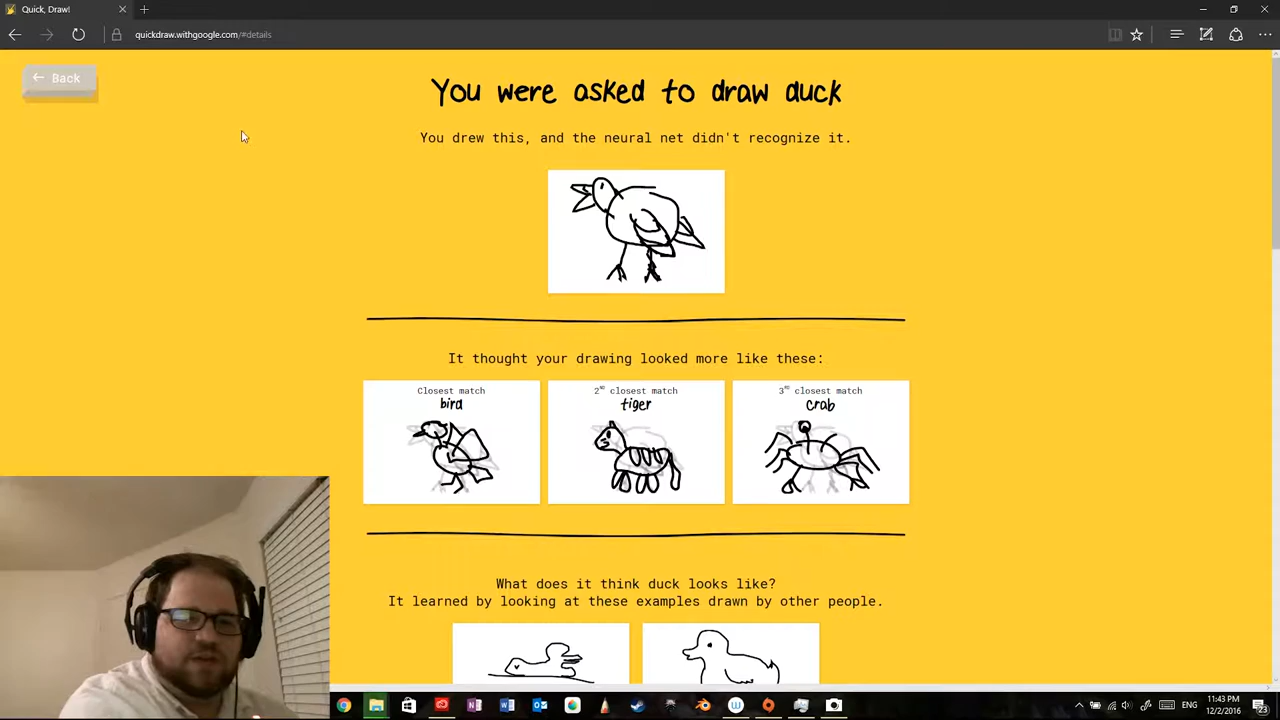 Quick, Draw!
quickdraw.withgoogle.com/#details
Back
You were asked to draw duck
You drew this, and the neural net didn't recognize it.
It thought your drawing looked more like these:
Closest match
bird
2nd closest match
tiger
3rd closest match
crab
What does it think duck looks like?
It learned by looking at these examples drawn by other people.
ENG
11:43 PM
12/2/2016